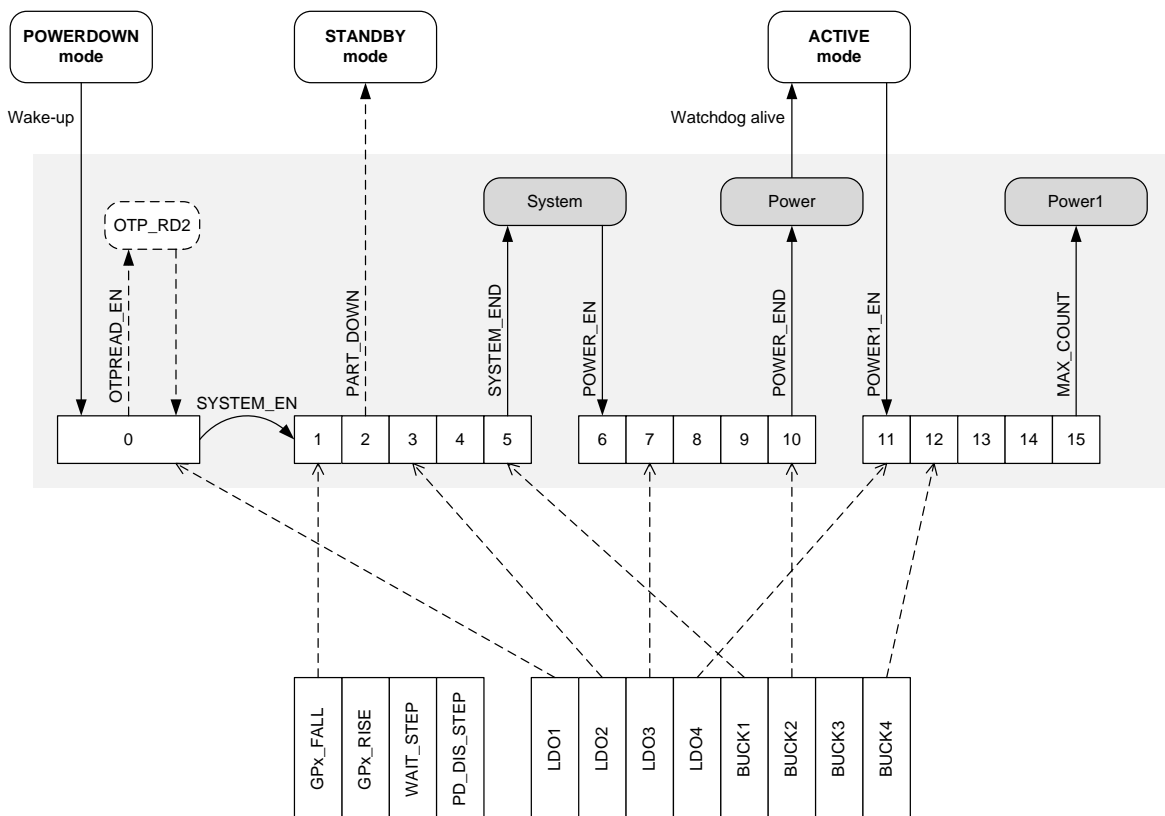 POWERDOWN
mode
STANDBY
mode
ACTIVE
mode
Wake-up
Watchdog alive
System
Power
Power1
OTP_RD2
OTPREAD_EN
PART_DOWN
SYSTEM_END
POWER_EN
POWER_END
POWER1_EN
MAX_COUNT
SYSTEM_EN
0
1
2
3
4
5
6
7
8
9
10
11
12
13
14
15
GPx_FALL
GPx_RISE
WAIT_STEP
PD_DIS_STEP
LDO1
LDO2
LDO3
LDO4
BUCK1
BUCK2
BUCK3
BUCK4